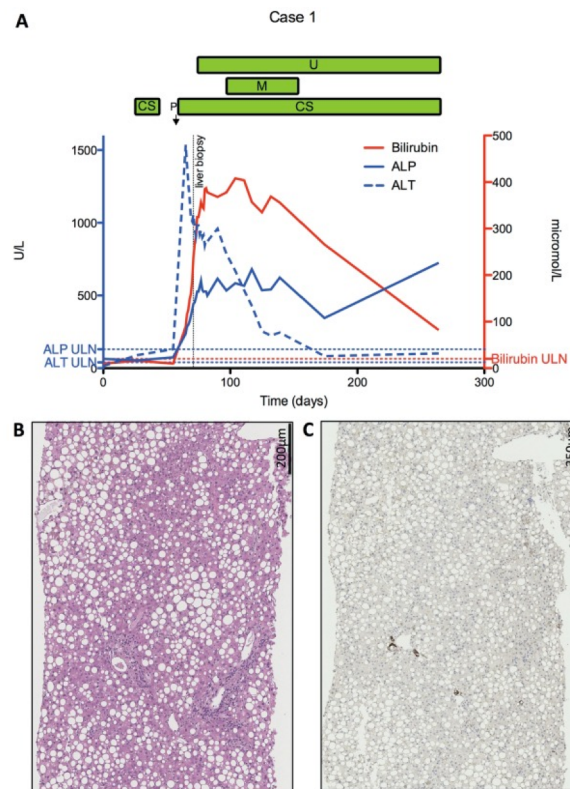 Case 1
A
U
M
CS P CS
1500
1000
500
0
U/L
liver biopsy
Bilirubin
ALP
ALT
500
400
300
200
100
0
micromol/L
ALP ULN
ALT ULN
Bilirubin ULN
0 100 200 300
Time (days)
B
200µm
C